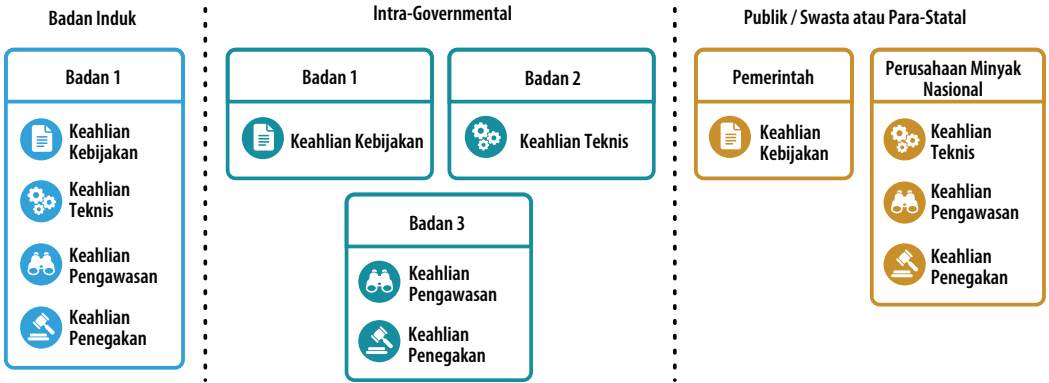 Badan Induk
Badan 1
Keahlian
Kebijakan
Keahlian
Teknis
Keahlian
Pengawasan
Keahlian
Penegakan
Intra-Governmental
Badan 1
Keahlian Kebijakan
Badan 2
Keahlian Teknis
Badan 3
Keahlian
Pengawasan
Keahlian
Penegakan
Publik / Swasta atau Para-Statal
Pemerintah
Keahlian
Kebijakan
Perusahaan Minyak
Nasional
Keahlian
Teknis
Keahlian
Pengawasan
Keahlian
Penegakan